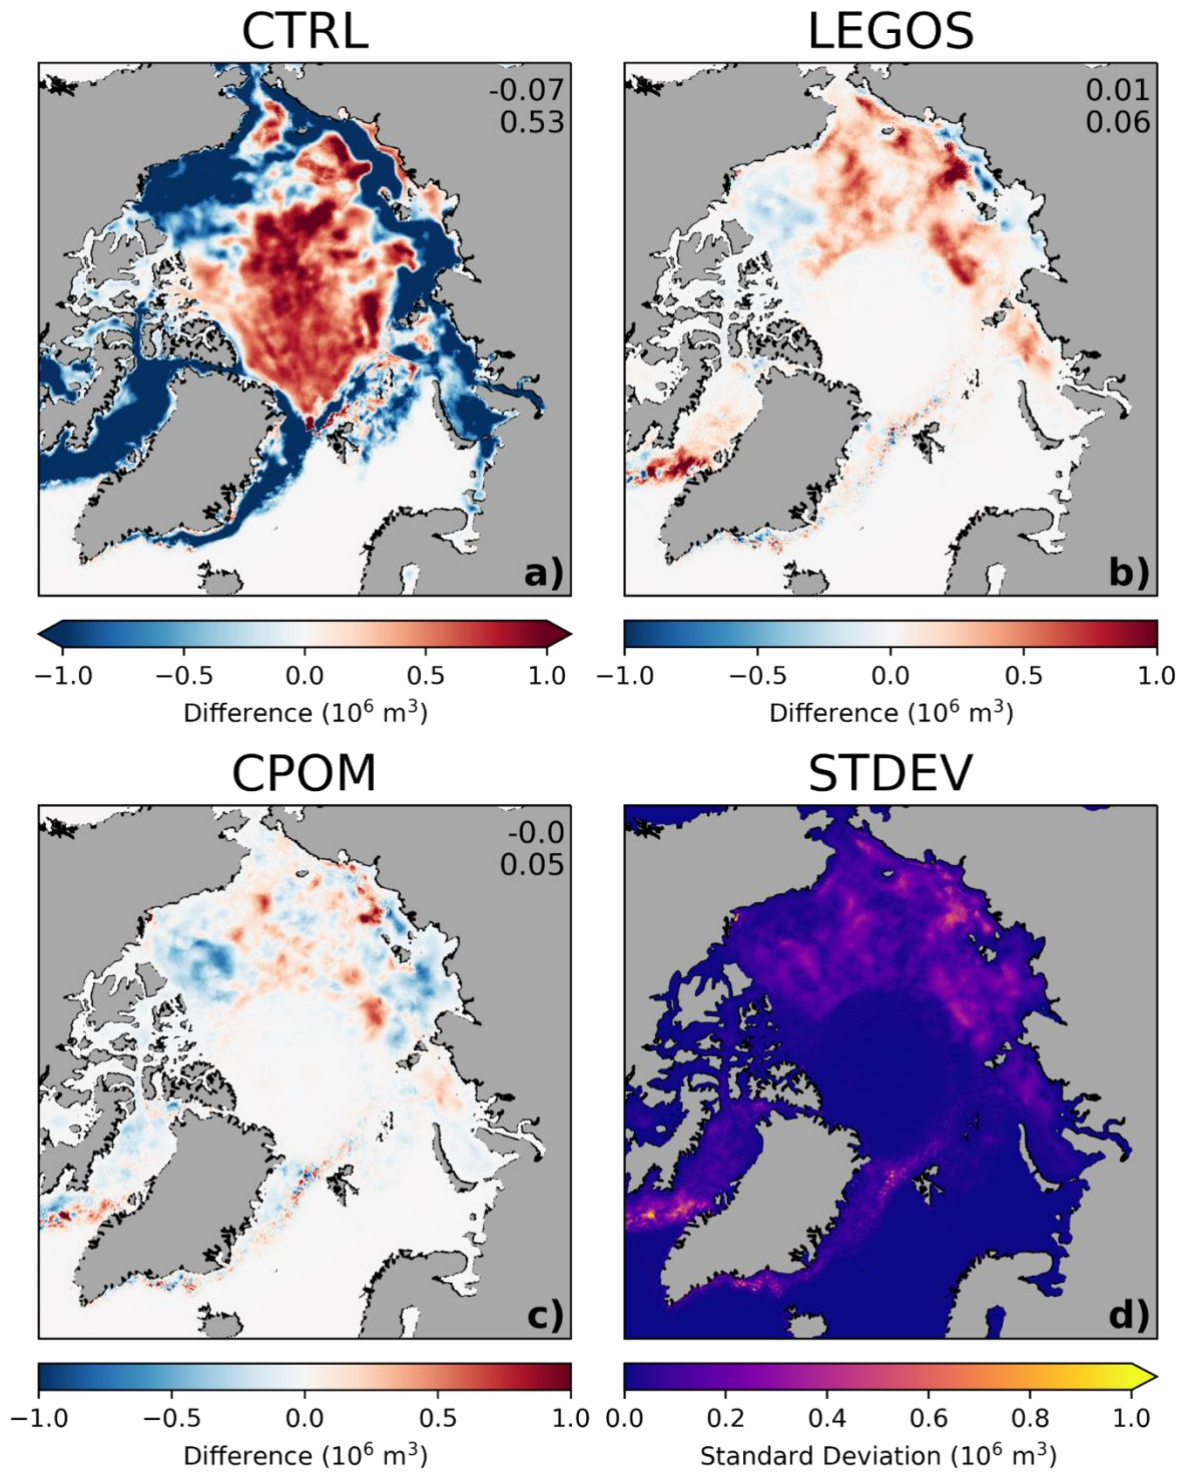 CTRL
LEGOS
-0.07
0.53
0.01
0.06
a)
b)
−1.0 −0.5 0.0 0.5 1.0
Difference (10⁶ m³)
−1.0 −0.5 0.0 0.5 1.0
Difference (10⁶ m³)
CPOM
STDEV
-0.0
0.05
c)
d)
−1.0 −0.5 0.0 0.5 1.0
Difference (10⁶ m³)
0.0 0.2 0.4 0.6 0.8 1.0
Standard Deviation (10⁶ m³)